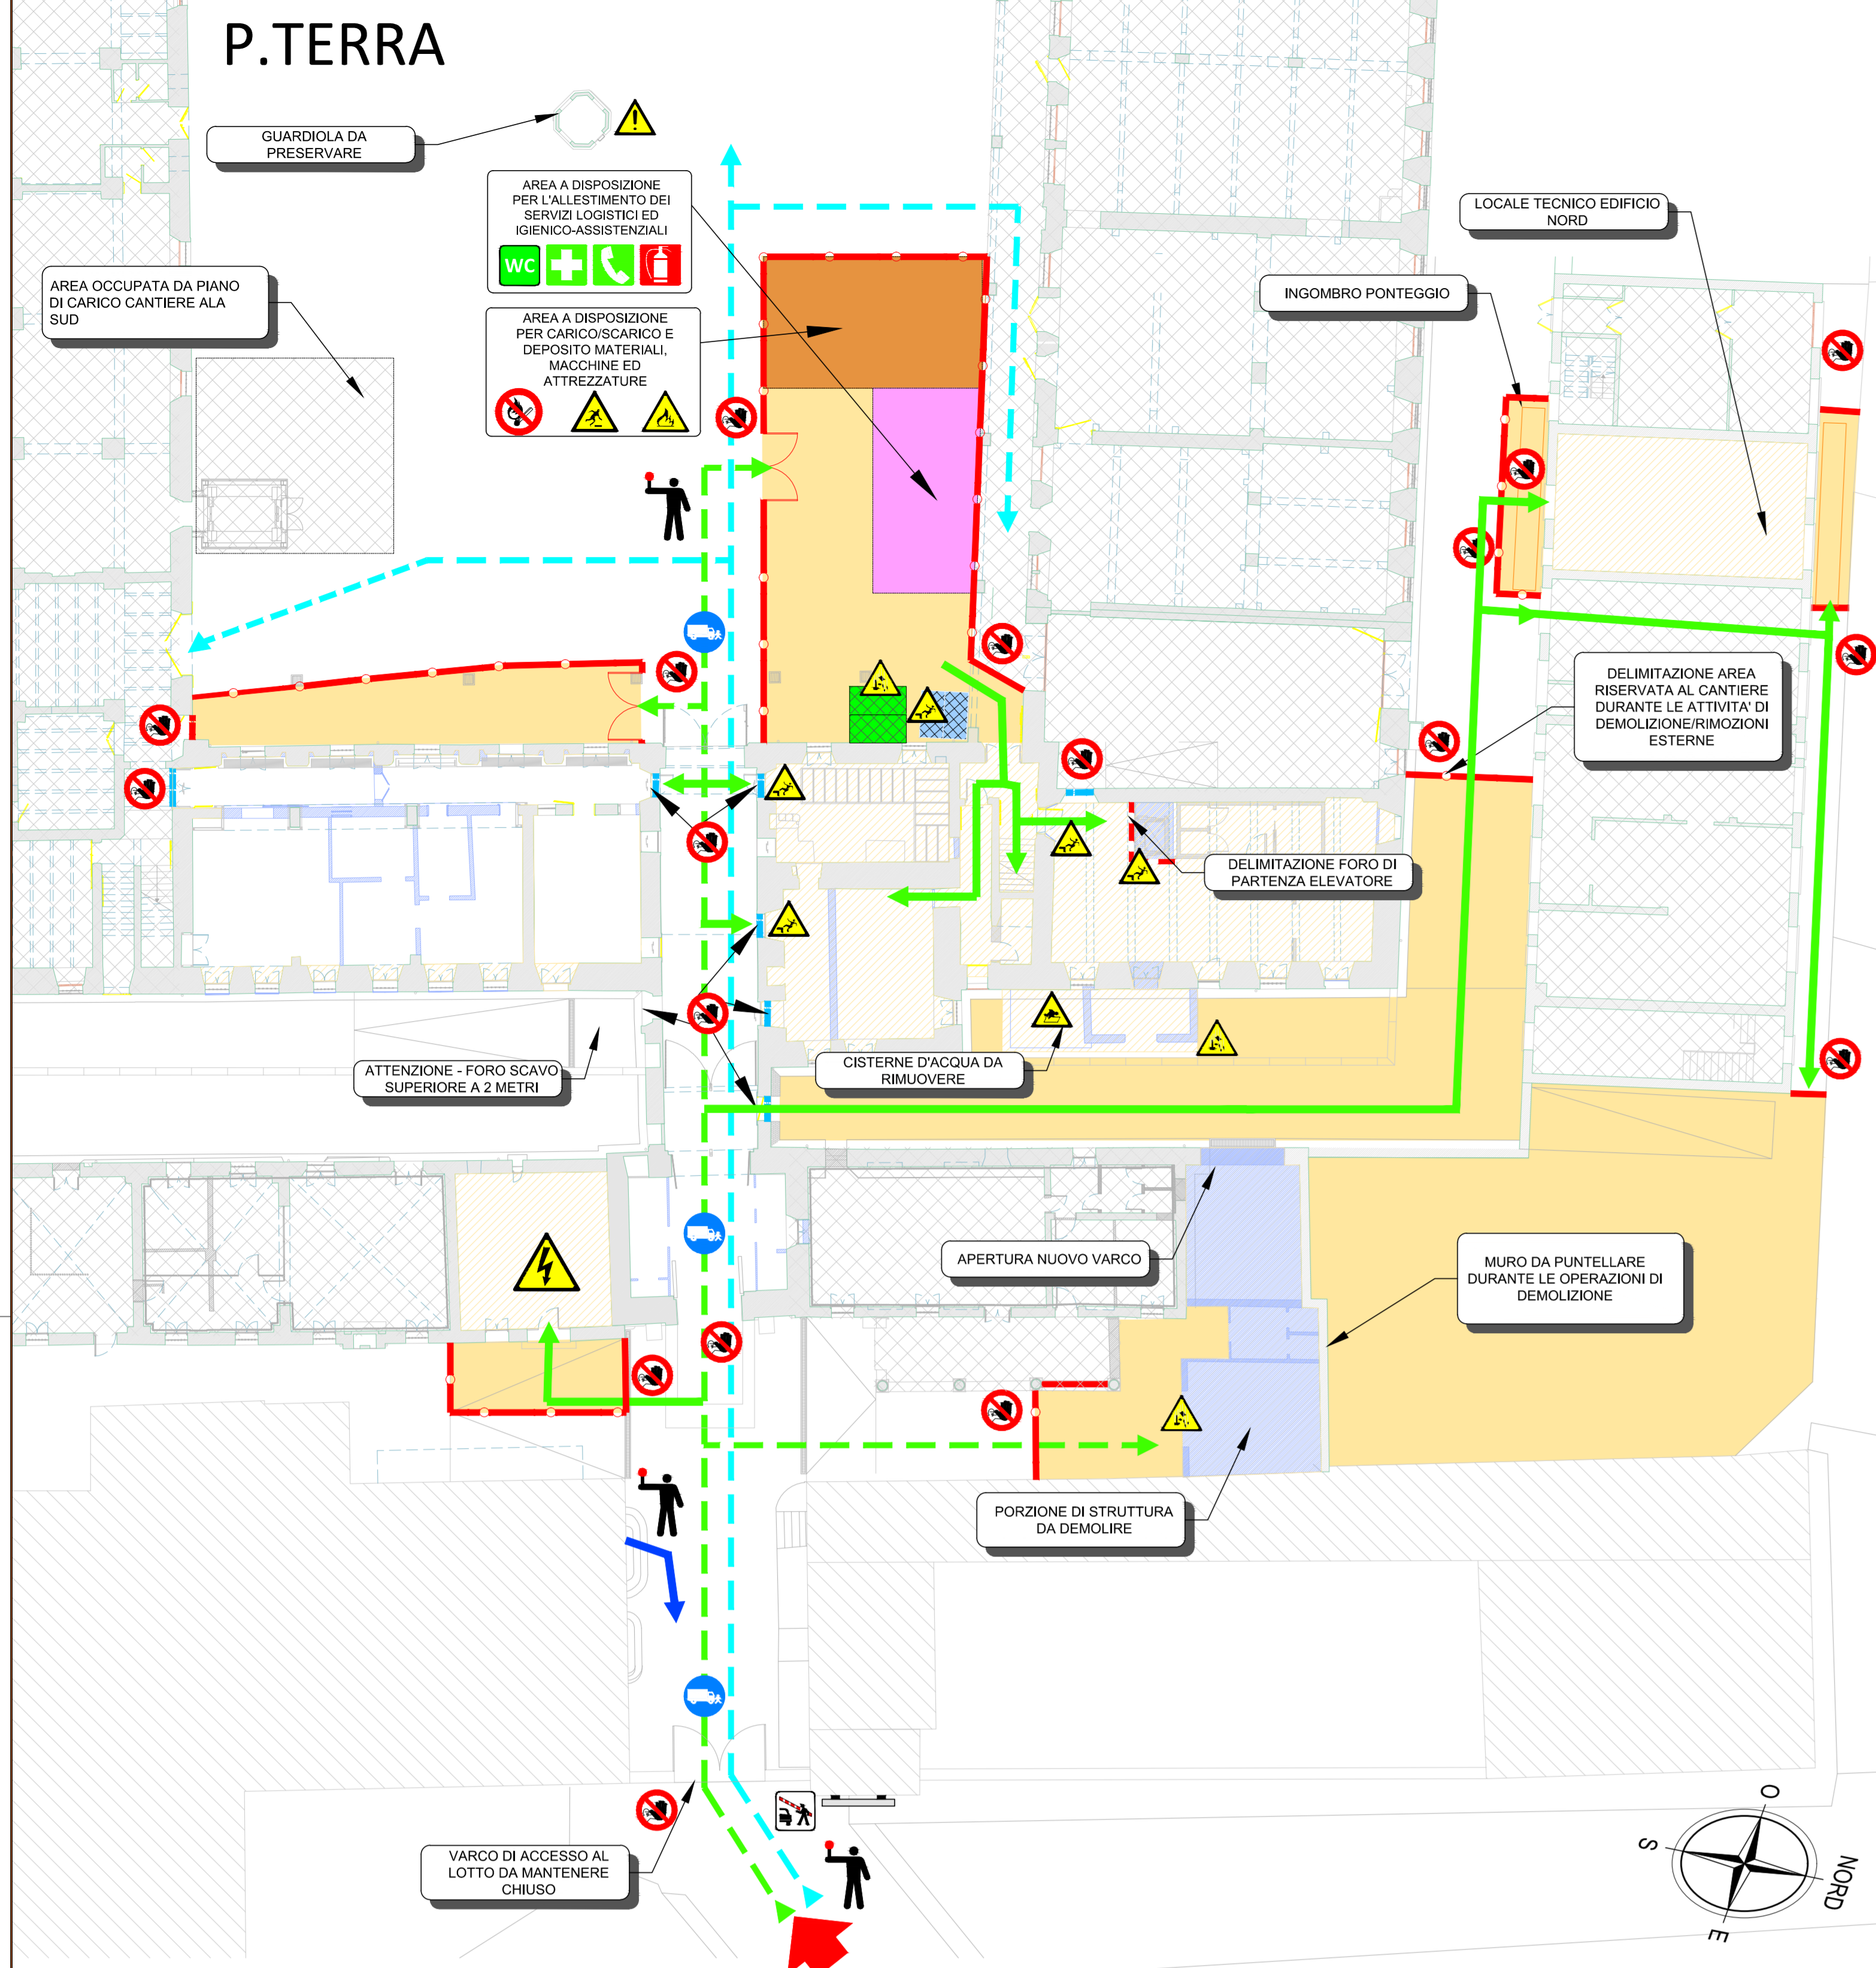 P.TERRA
GUARDIOLA DA
PRESERVARE
AREA A DISPOSIZIONE
PER L'ALLESTIMENTO DEI
SERVIZI LOGISTICI ED
IGIENICO-ASSISTENZIALI
WC
LOCALE TECNICO EDIFICIO
NORD
AREA OCCUPATA DA PIANO
DI CARICO CANTIERE ALA
SUD
INGOMBRO PONTEGGIO
AREA A DISPOSIZIONE
PER CARICO/SCARICO E
DEPOSITO MATERIALI,
MACCHINE ED
ATTREZZATURE
DELIMITAZIONE AREA
RISERVATA AL CANTIERE
DURANTE LE ATTIVITA' DI
DEMOLIZIONE/RIMOZIONI
ESTERNE
DELIMITAZIONE FORO DI
PARTENZA ELEVATORE
CISTERNE D'ACQUA DA
RIMUOVERE
ATTENZIONE - FORO SCAVO
SUPERIORE A 2 METRI
APERTURA NUOVO VARCO
MURO DA PUNTELLARE
DURANTE LE OPERAZIONI DI
DEMOLIZIONE
PORZIONE DI STRUTTURA
DA DEMOLIRE
VARCO DI ACCESSO AL
LOTTO DA MANTENERE
CHIUSO
O
S
NORD
E